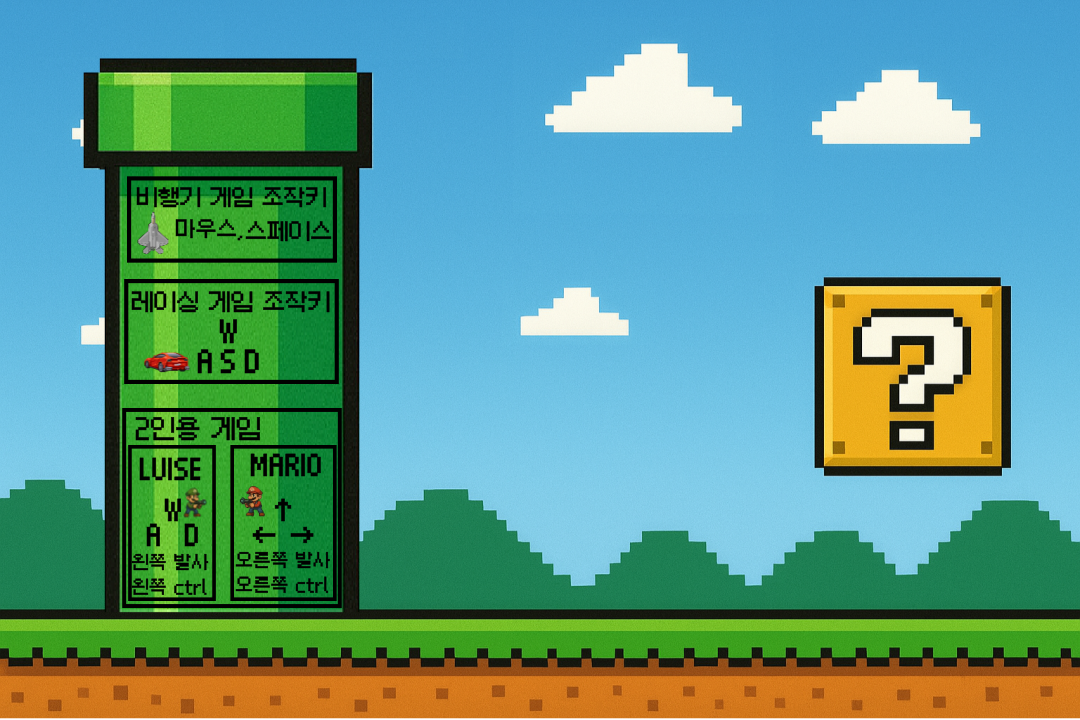 비행기 게임 조작키
마우스,스페이스
레이싱 게임 조작키
W
A S D
2인용 게임
LUISE
W
A D
왼쪽 발사
왼쪽 ctrl
MARIO
↑
← →
오른쪽 발사
오른쪽 ctrl
?